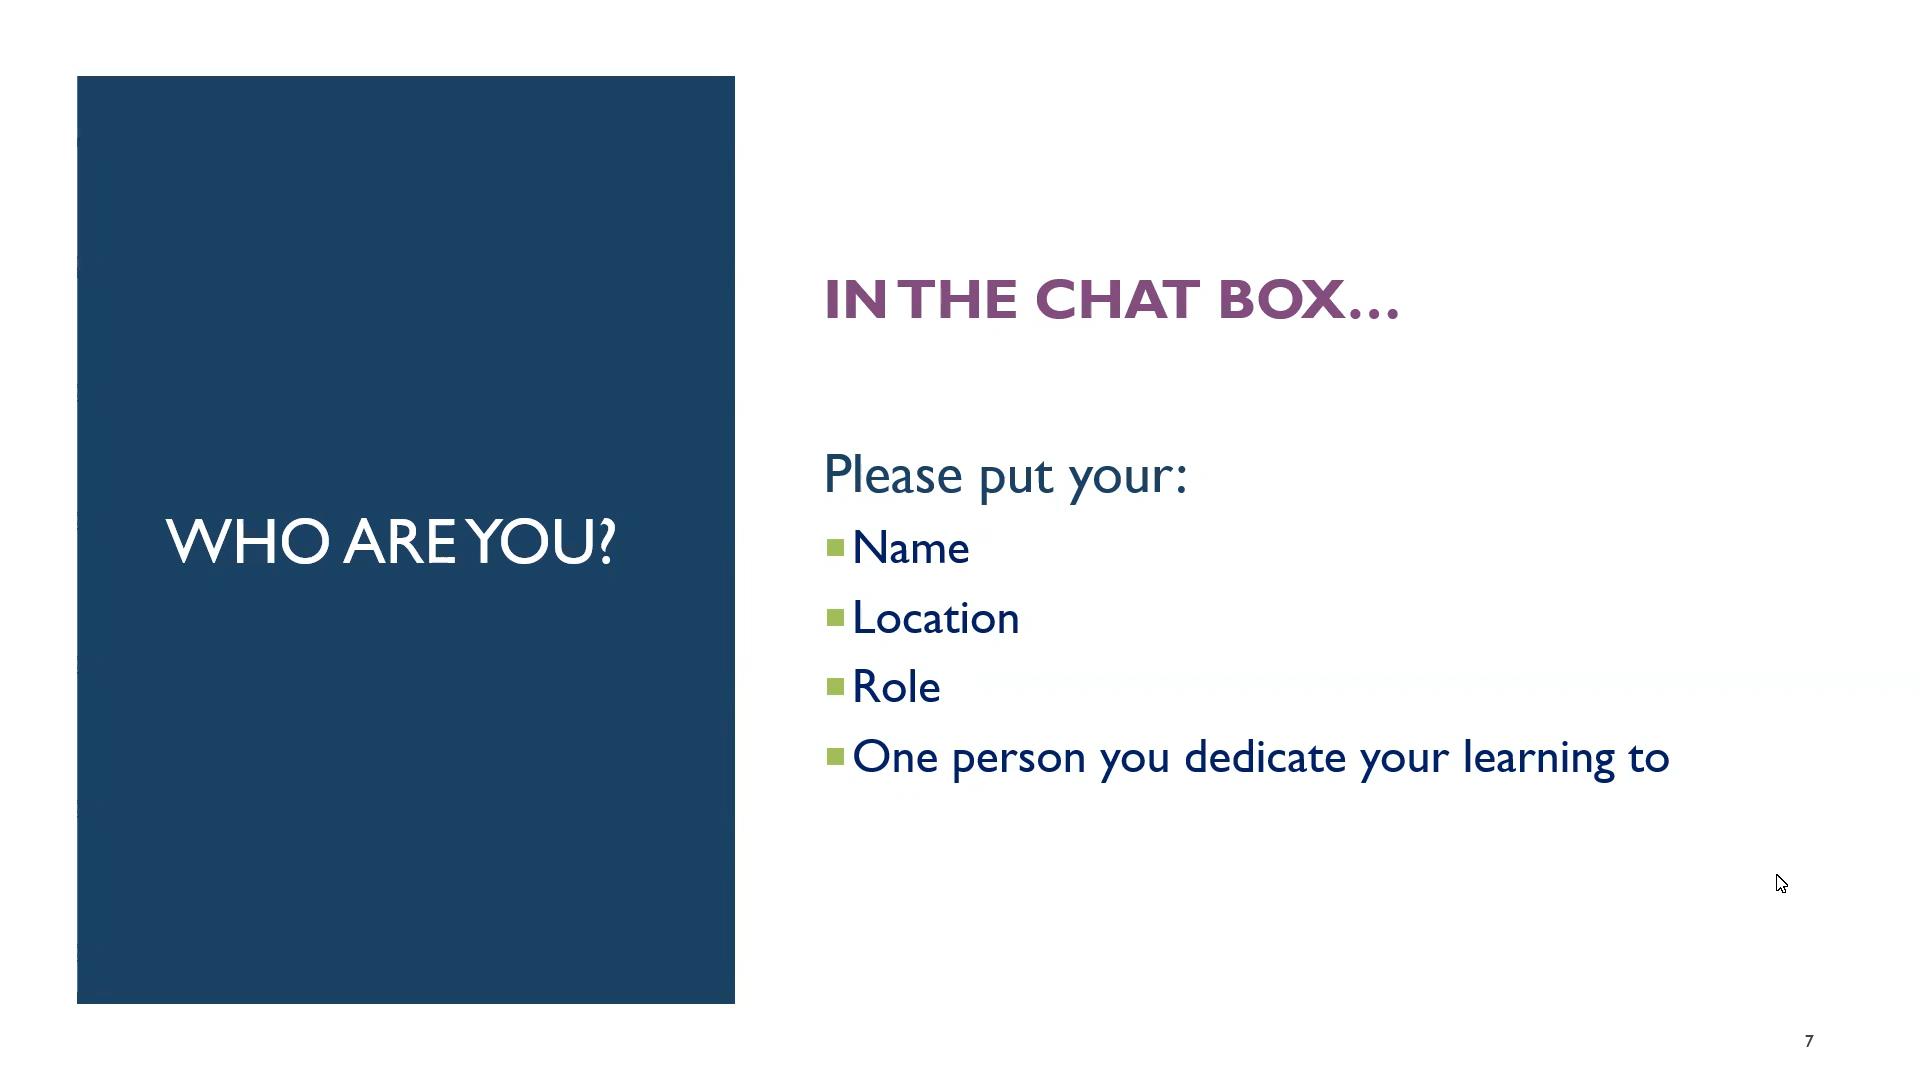 WHO ARE YOU?
IN THE CHAT BOX...
Please put your:
Name
Location
Role
One person you dedicate your learning to
7